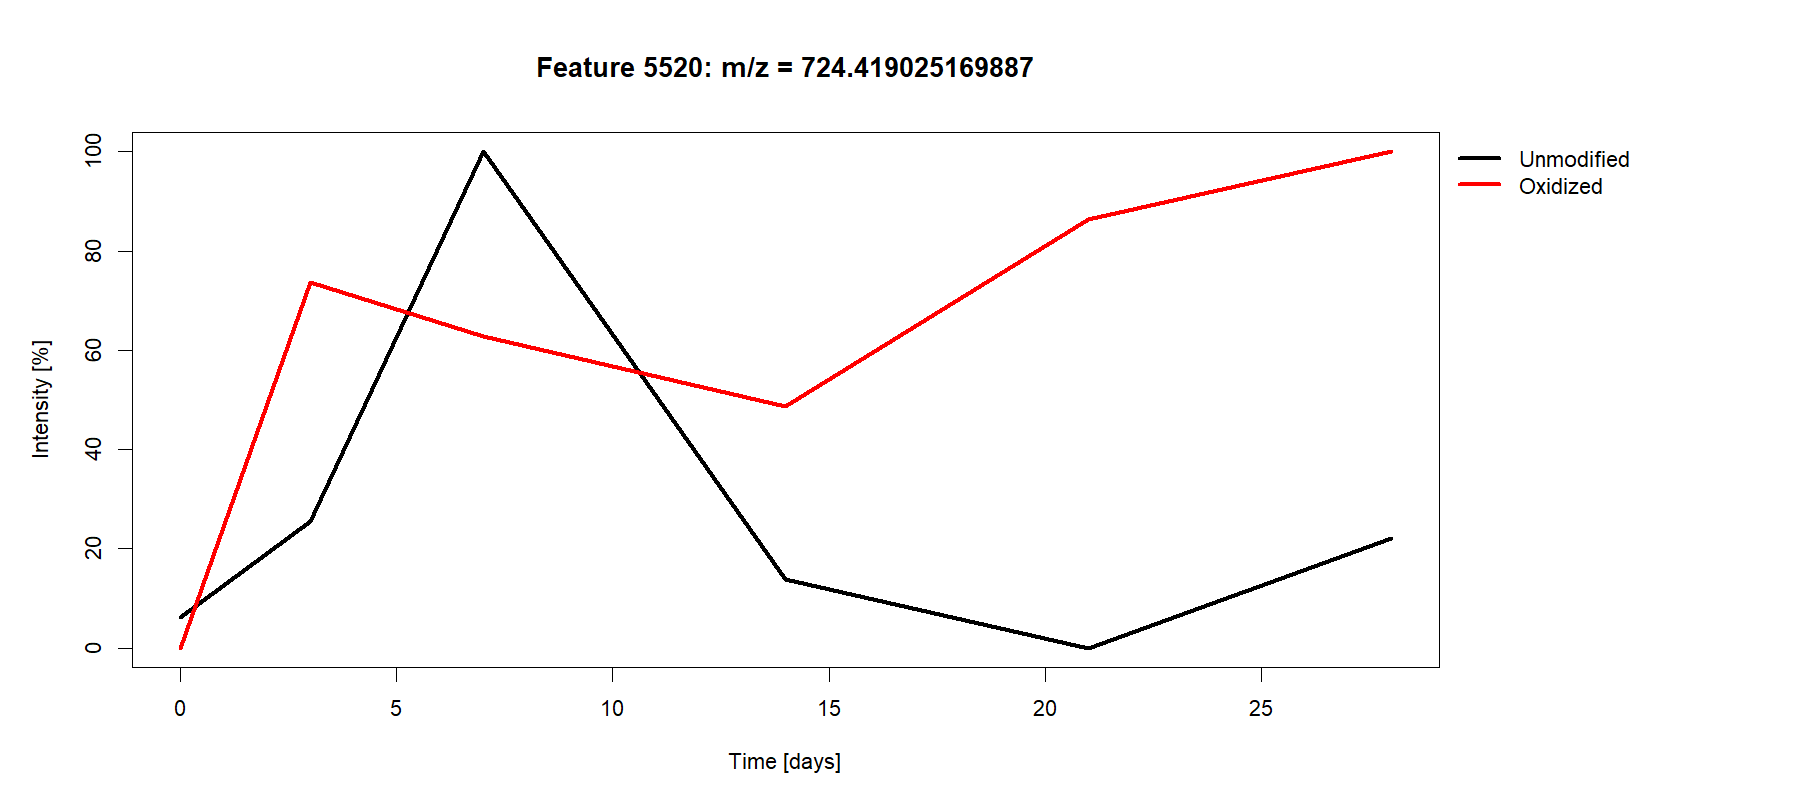 Feature 5520: m/z = 724.419025169887
Unmodified
Oxidized
Intensity [%]
100
80
60
40
20
0
0 5 10 15 20 25
Time [days]